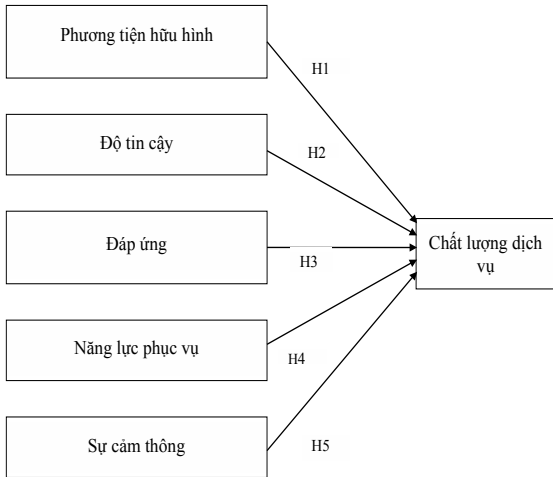 Phương tiện hữu hình
H1
Độ tin cậy
H2
Đáp ứng
H3
Chất lượng dịch
vụ
Năng lực phục vụ
H4
Sự cảm thông
H5